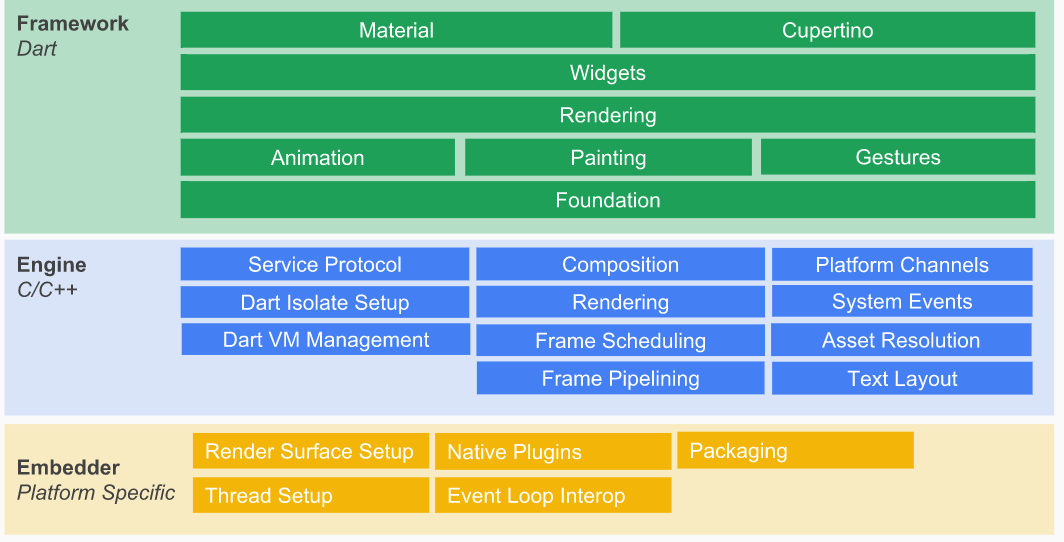 Framework
Dart
Material Cupertino
Widgets
Rendering
Animation Painting Gestures
Foundation
Engine
C/C++
Service Protocol Composition Platform Channels
Dart Isolate Setup Rendering System Events
Dart VM Management Frame Scheduling Asset Resolution
Frame Pipelining Text Layout
Embedder
Platform Specific
Render Surface Setup Native Plugins Packaging
Thread Setup Event Loop Interop